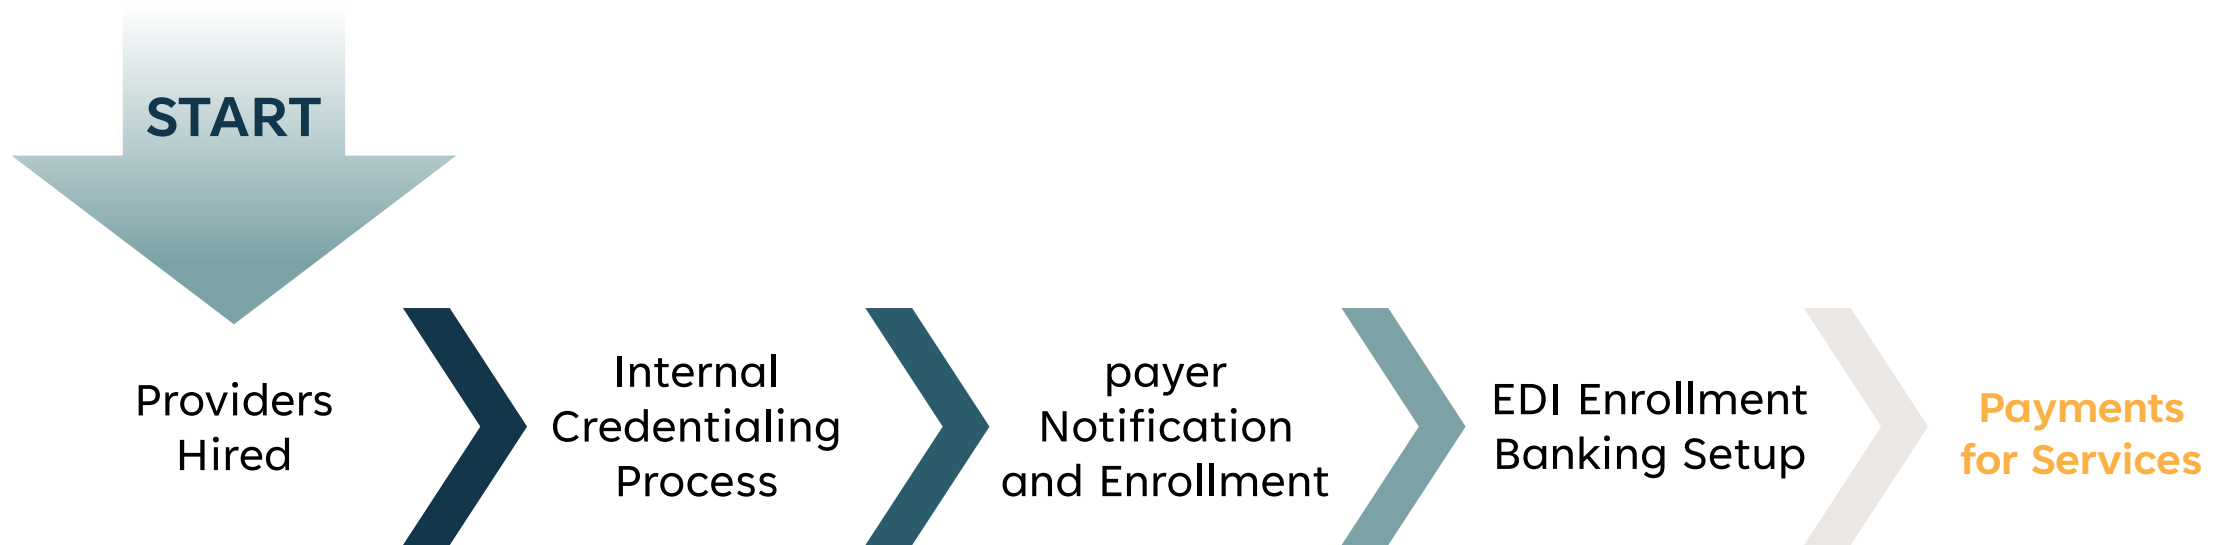 START
Providers
Hired
Internal
Credentialing
Process
payer
Notification
and Enrollment
EDI Enrollment
Banking Setup
Payments
for Services